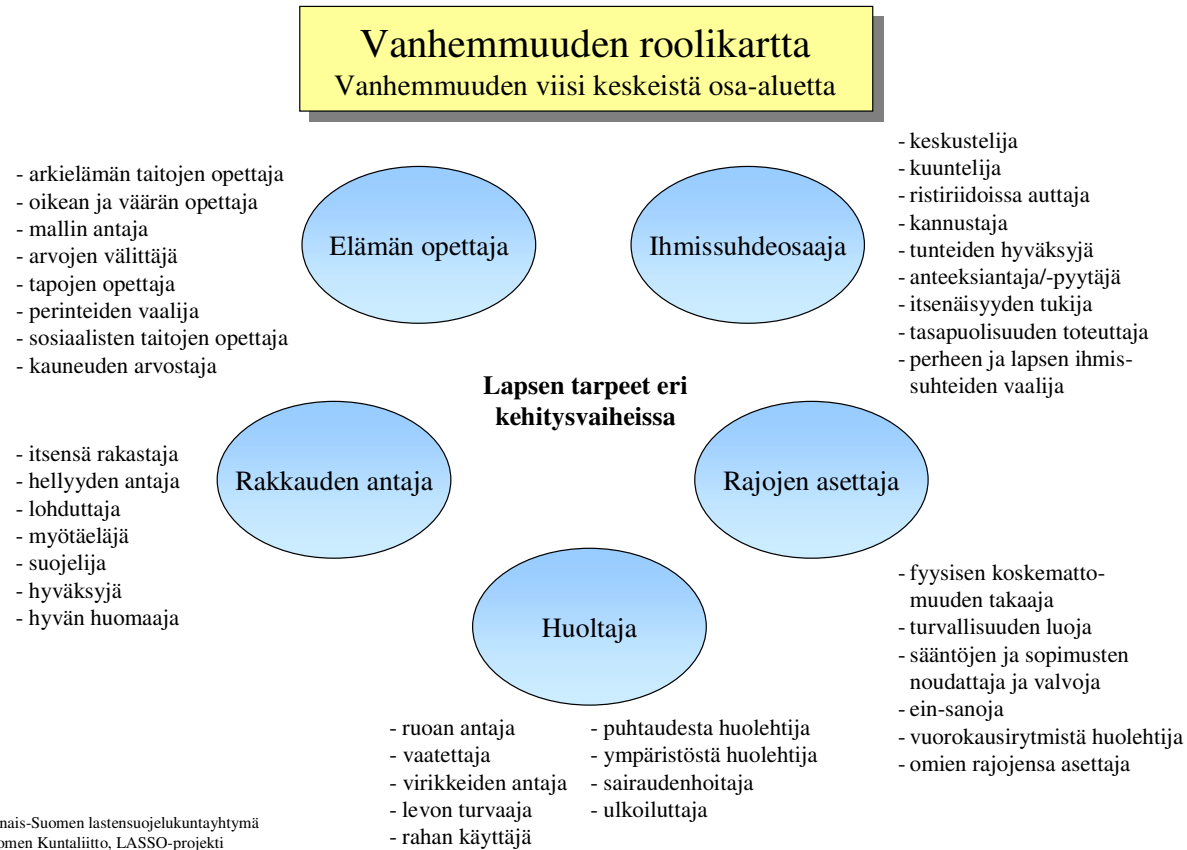 Vanhemmuuden roolikartta
Vanhemmuuden viisi keskeistä osa-aluetta
- arkielämän taitojen opettaja
- oikean ja väärän opettaja
- mallin antaja
- arvojen välittäjä
- tapojen opettaja
- perinteiden vaalija
- sosiaalisten taitojen opettaja
- kauneuden arvostaja
Elämän opettaja
Ihmissuhdeosaaja
- keskustelija
- kuuntelija
- ristiriidoissa auttaja
- kannustaja
- tunteiden hyväksyjä
- anteeksiantaja/-pyytäjä
- itsenäisyyden tukija
- tasapuolisuuden toteuttaja
- perheen ja lapsen ihmis-
suhteiden vaalija
Lapsen tarpeet eri
kehitysvaiheissa
- itsensä rakastaja
- hellyyden antaja
- lohduttaja
- myötäeläjä
- suojelija
- hyväksyjä
- hyvän huomaaja
Rakkauden antaja
Rajojen asettaja
- fyysisen koskematto-
muuden takaaja
- turvallisuuden luoja
- sääntöjen ja sopimusten
noudattaja ja valvoja
- ein-sanoja
- vuorokausirytmistä huolehtija
- omien rajojensa asettaja
Huoltaja
- ruoan antaja
- vaatettaja
- virikkeiden antaja
- levon turvaaja
- rahan käyttäjä
- puhtaudesta huolehtija
- ympäristöstä huolehtija
- sairaudenhoitaja
- ulkoiluttaja
nais-Suomen lastensuojelukuntayhtymä
omen Kuntaliitto, LASSO-projekti